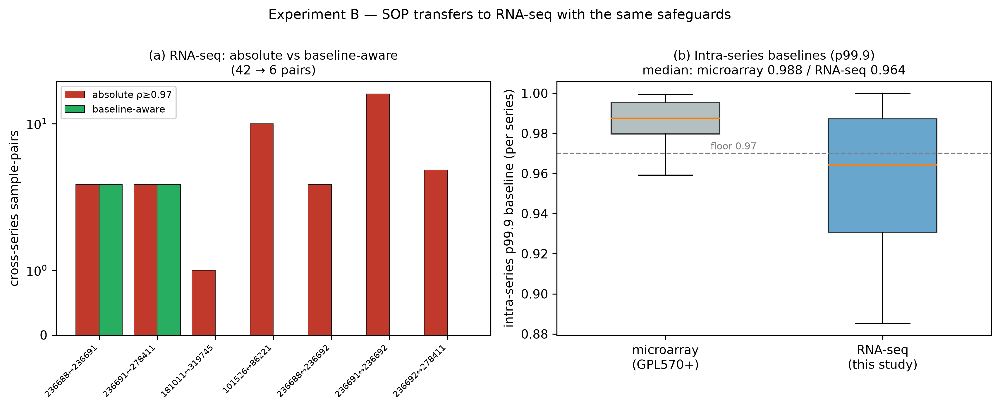 Experiment B — SOP transfers to RNA-seq with the same safeguards
(a) RNA-seq: absolute vs baseline-aware
(42 → 6 pairs)
absolute ρ≥0.97
baseline-aware
cross-series sample-pairs
10¹
10⁰
0
236688↔236691
236691↔278411
181011↔319745
101526↔86221
236688↔236692
236691↔236692
236692↔278411
(b) Intra-series baselines (p99.9)
median: microarray 0.988 / RNA-seq 0.964
intra-series p99.9 baseline (per series)
1.00
0.98
0.96
0.94
0.92
0.90
0.88
floor 0.97
microarray
(GPL570+)
RNA-seq
(this study)